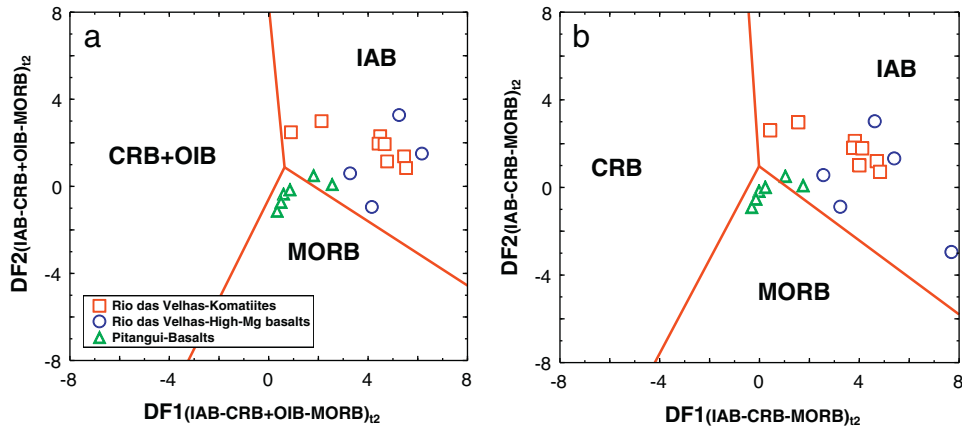 a
IAB
CRB+OIB
MORB
8
4
0
-4
-8
-8
-4
0
4
8
DF2(IAB-CRB+OIB-MORB)t2
DF1(IAB-CRB+OIB-MORB)t2
Rio das Velhas-Komatiites
Rio das Velhas-High-Mg basalts
Pitangui-Basalts
b
IAB
CRB
MORB
8
4
0
-4
-8
-8
-4
0
4
8
DF2(IAB-CRB-MORB)t2
DF1(IAB-CRB-MORB)t2